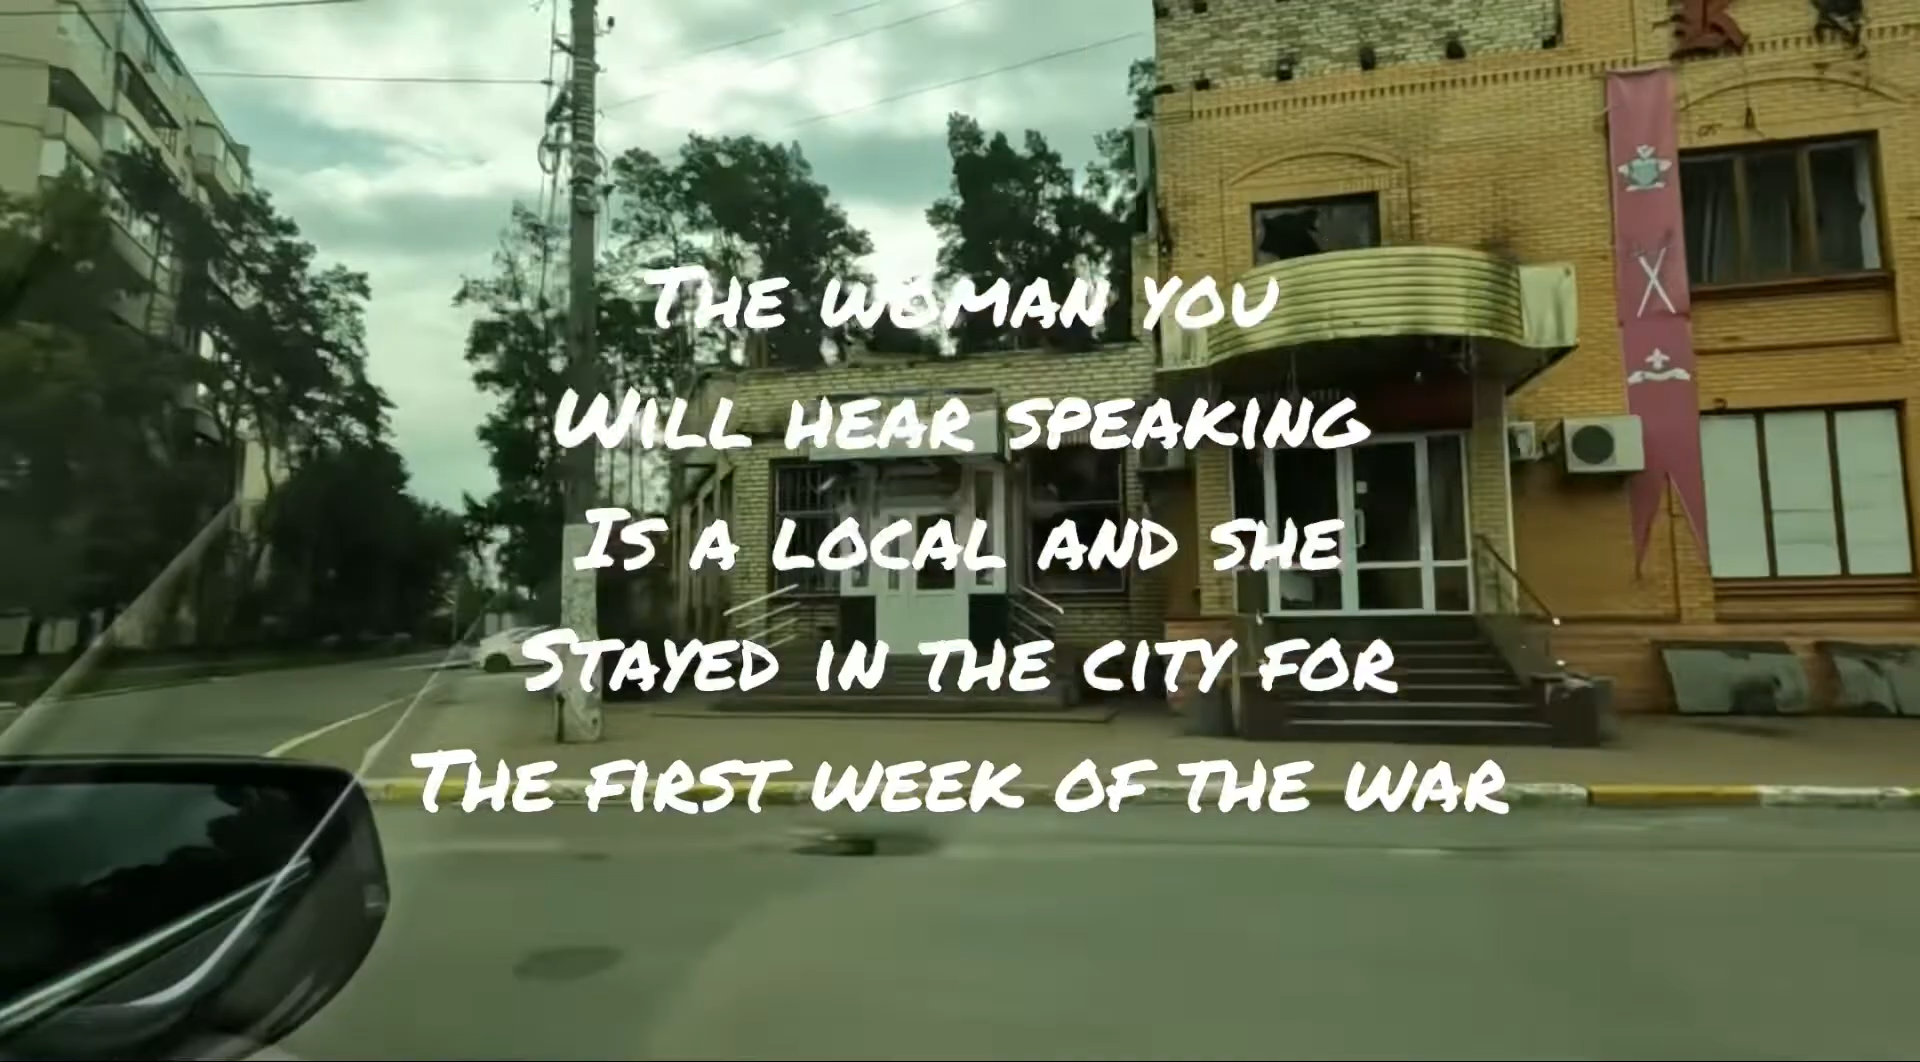 The woman you
Will hear speaking
Is a local and she
Stayed in the city for
The first week of the war